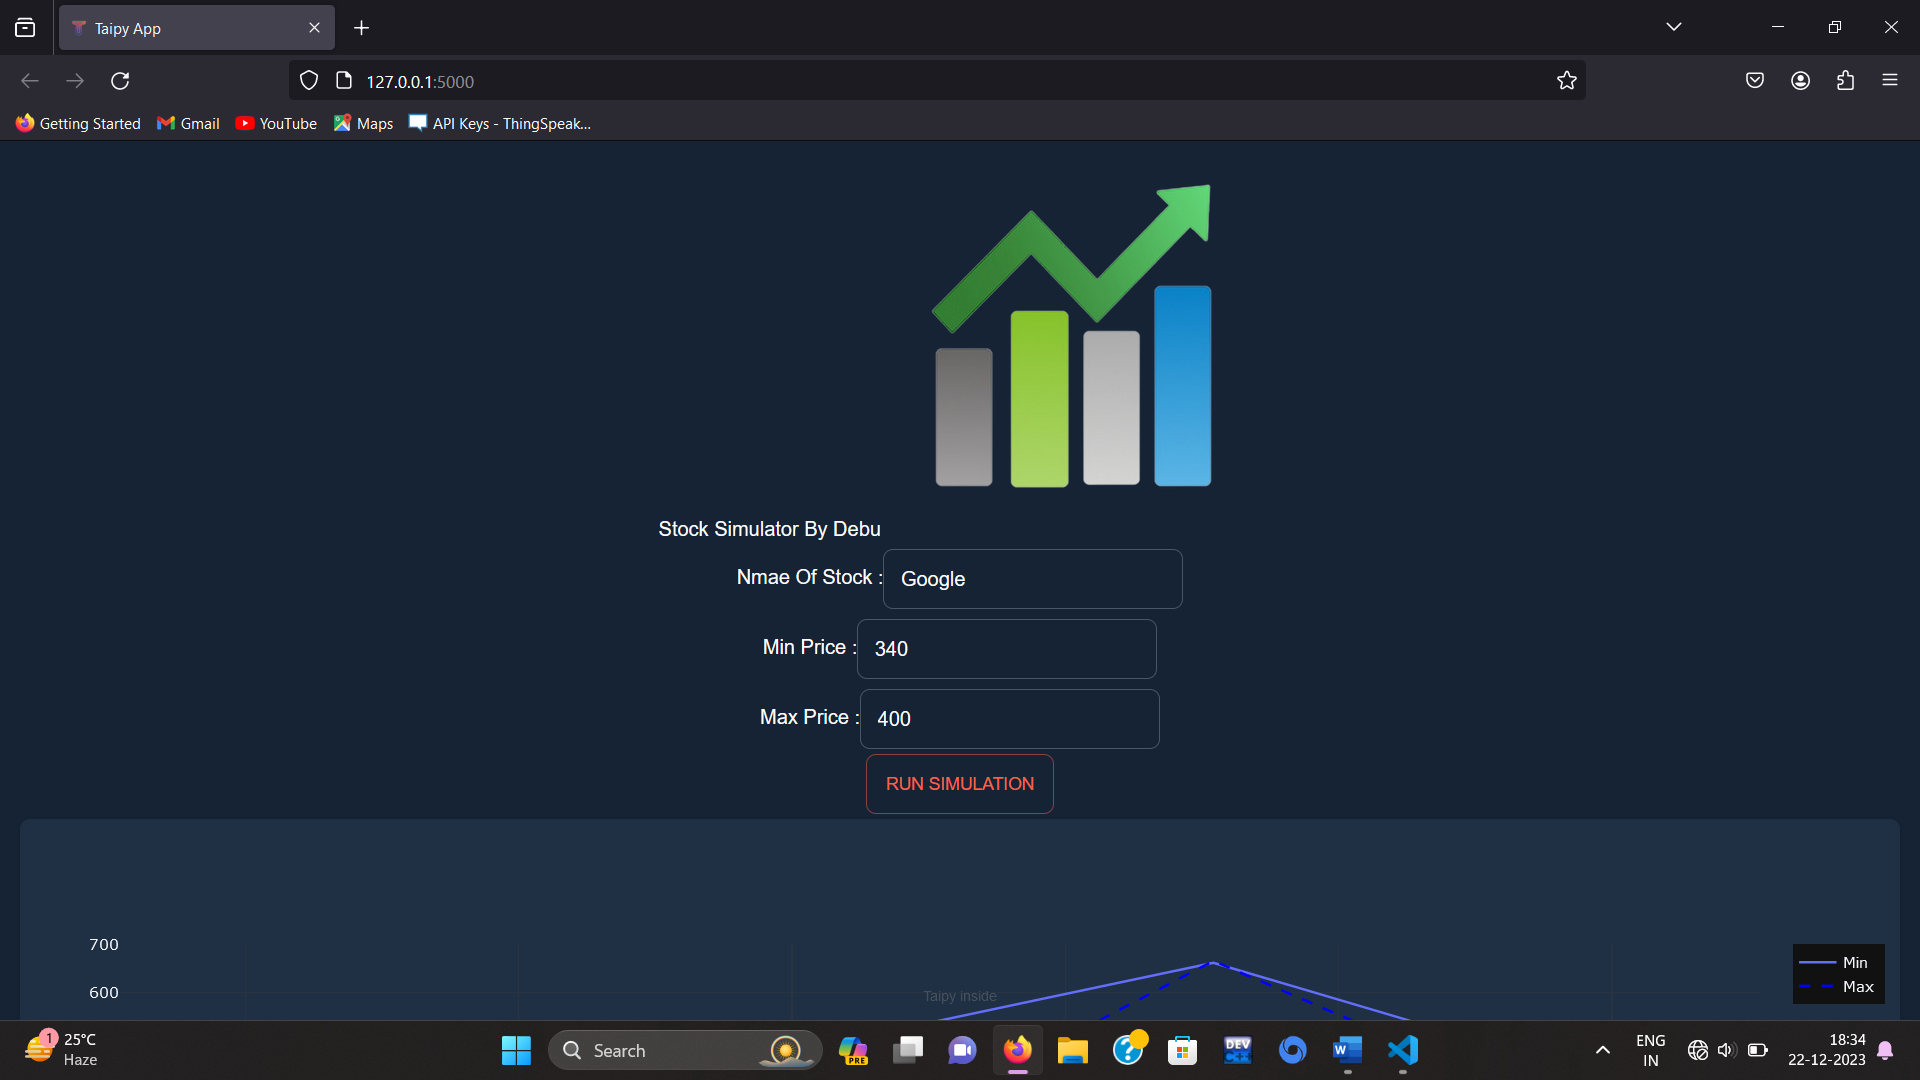 Taipy App
127.0.0.1:5000
Getting Started Gmail YouTube Maps API Keys - ThingSpeak...
Stock Simulator By Debu
Nmae Of Stock : Google
Min Price : 340
Max Price : 400
RUN SIMULATION
700
600
Min
Max
Taipy inside
1 25°C
Haze
Search
PRE
DEV
C++
W
ENG
IN
18:34
22-12-2023